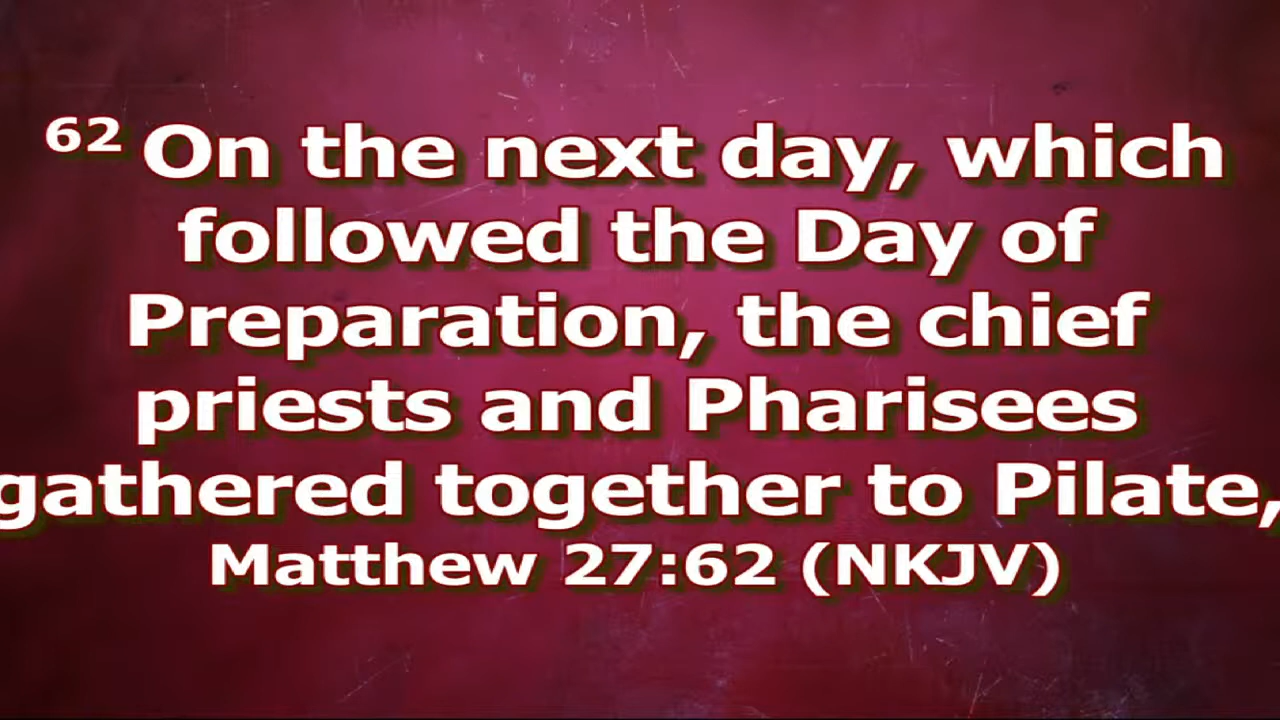 62 On the next day, which
followed the Day of
Preparation, the chief
priests and Pharisees
gathered together to Pilate,
Matthew 27:62 (NKJV)